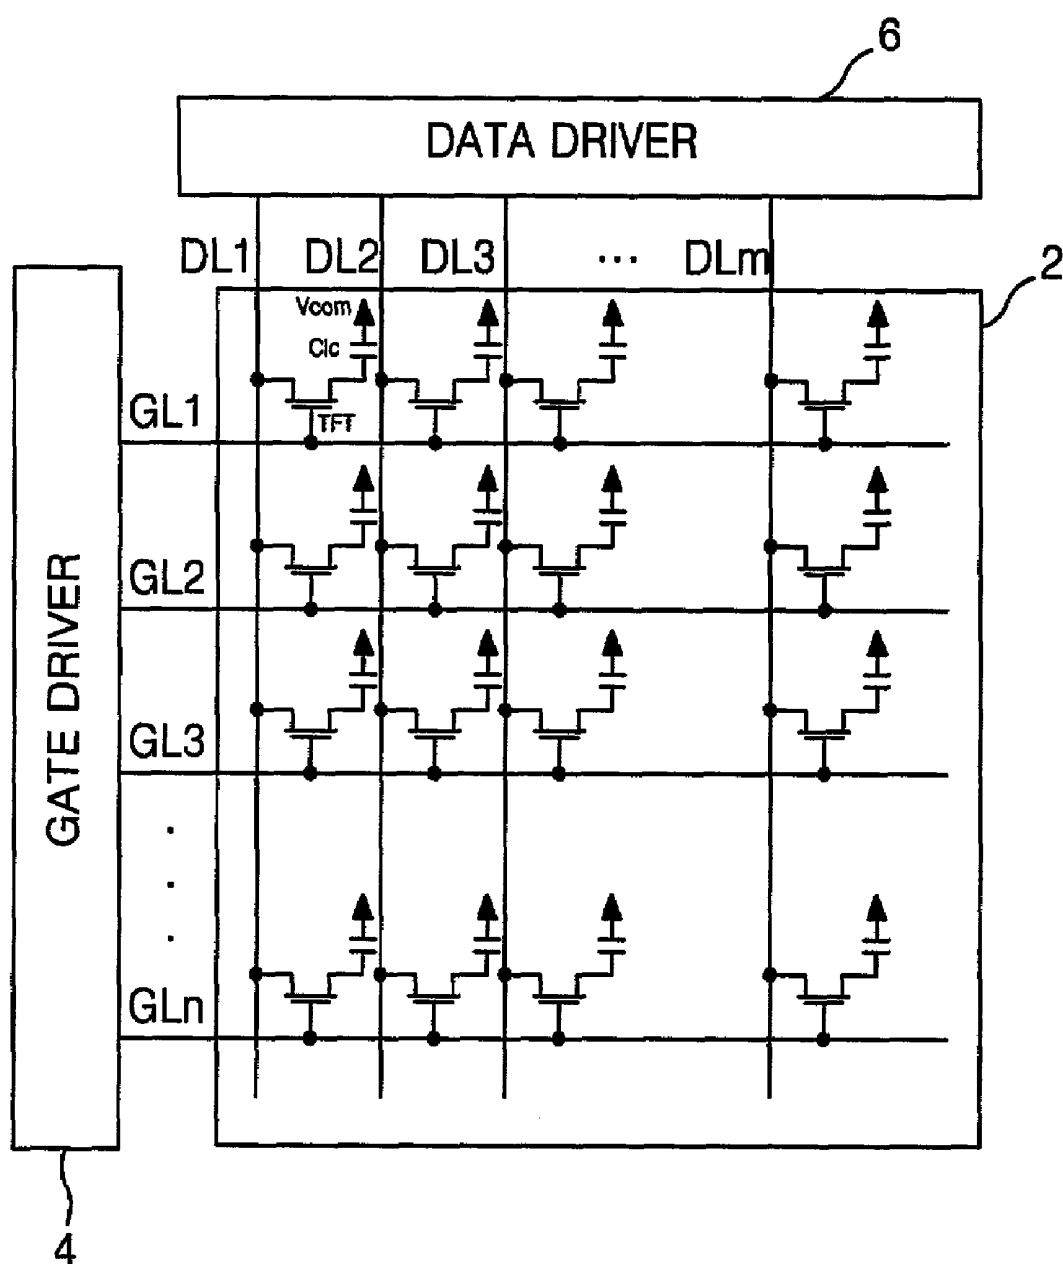 6
DATA DRIVER
DL1 DL2 DL3 ... DLm
2
Vcom
Clc
GL1
TFT
GL2
GATE DRIVER
GL3
GLn
4